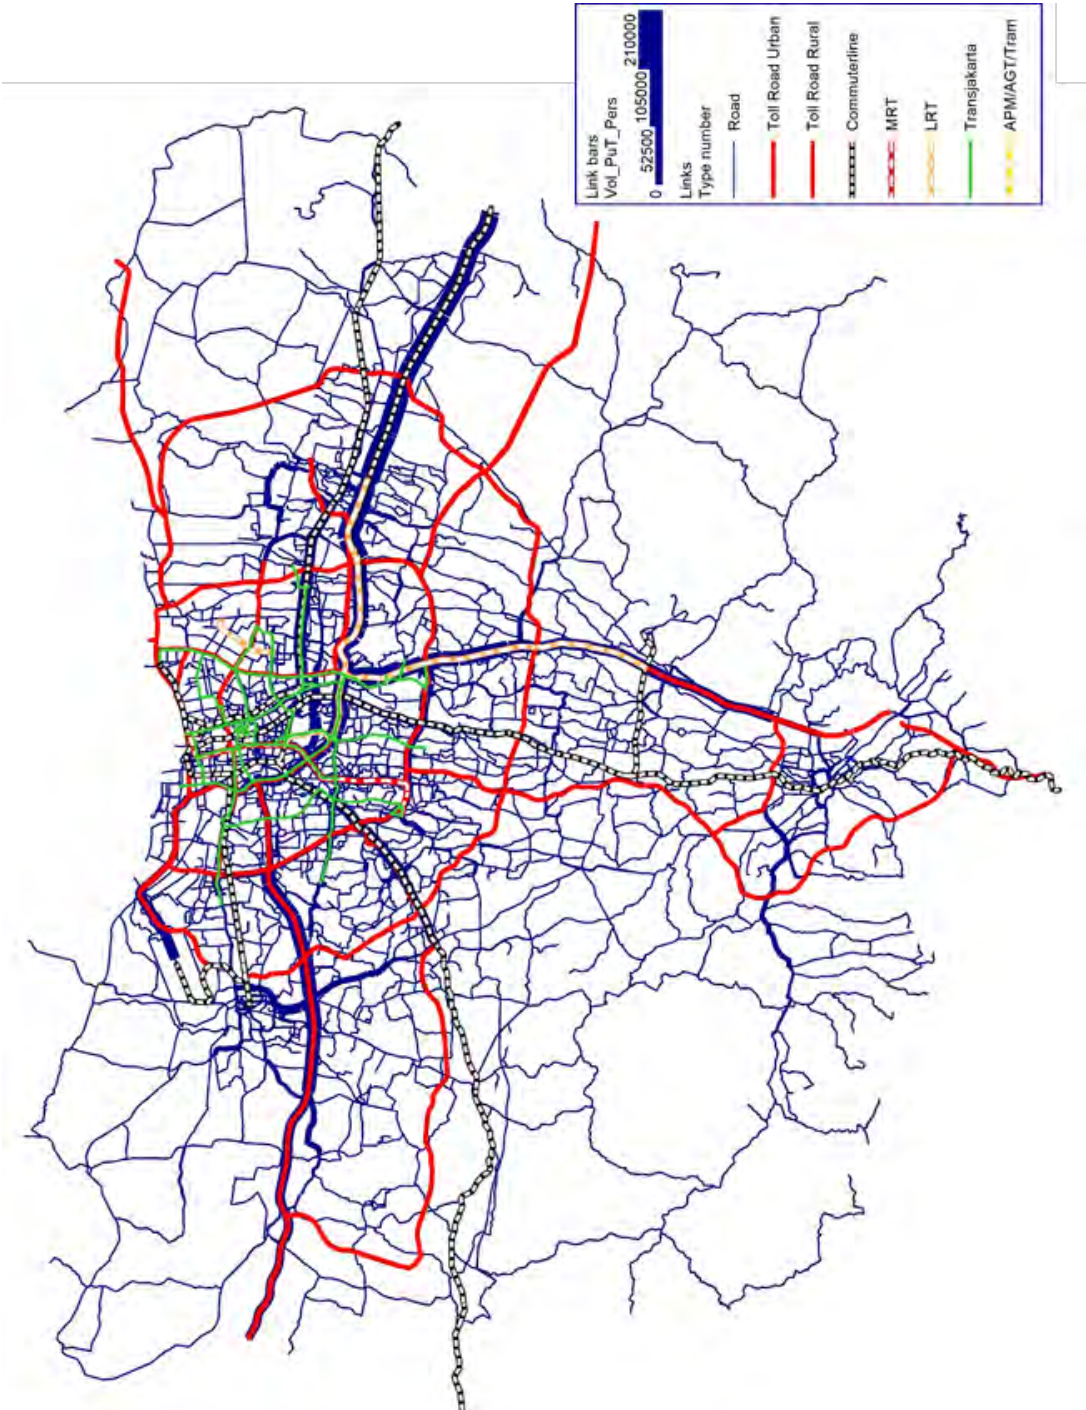 Link bars
Vol_PuT_Pers
0 52500 105000 210000
Links
Type number
Road
Toll Road Urban
Toll Road Rural
Commuterline
MRT
LRT
Transjakarta
APM/AGT/Tram